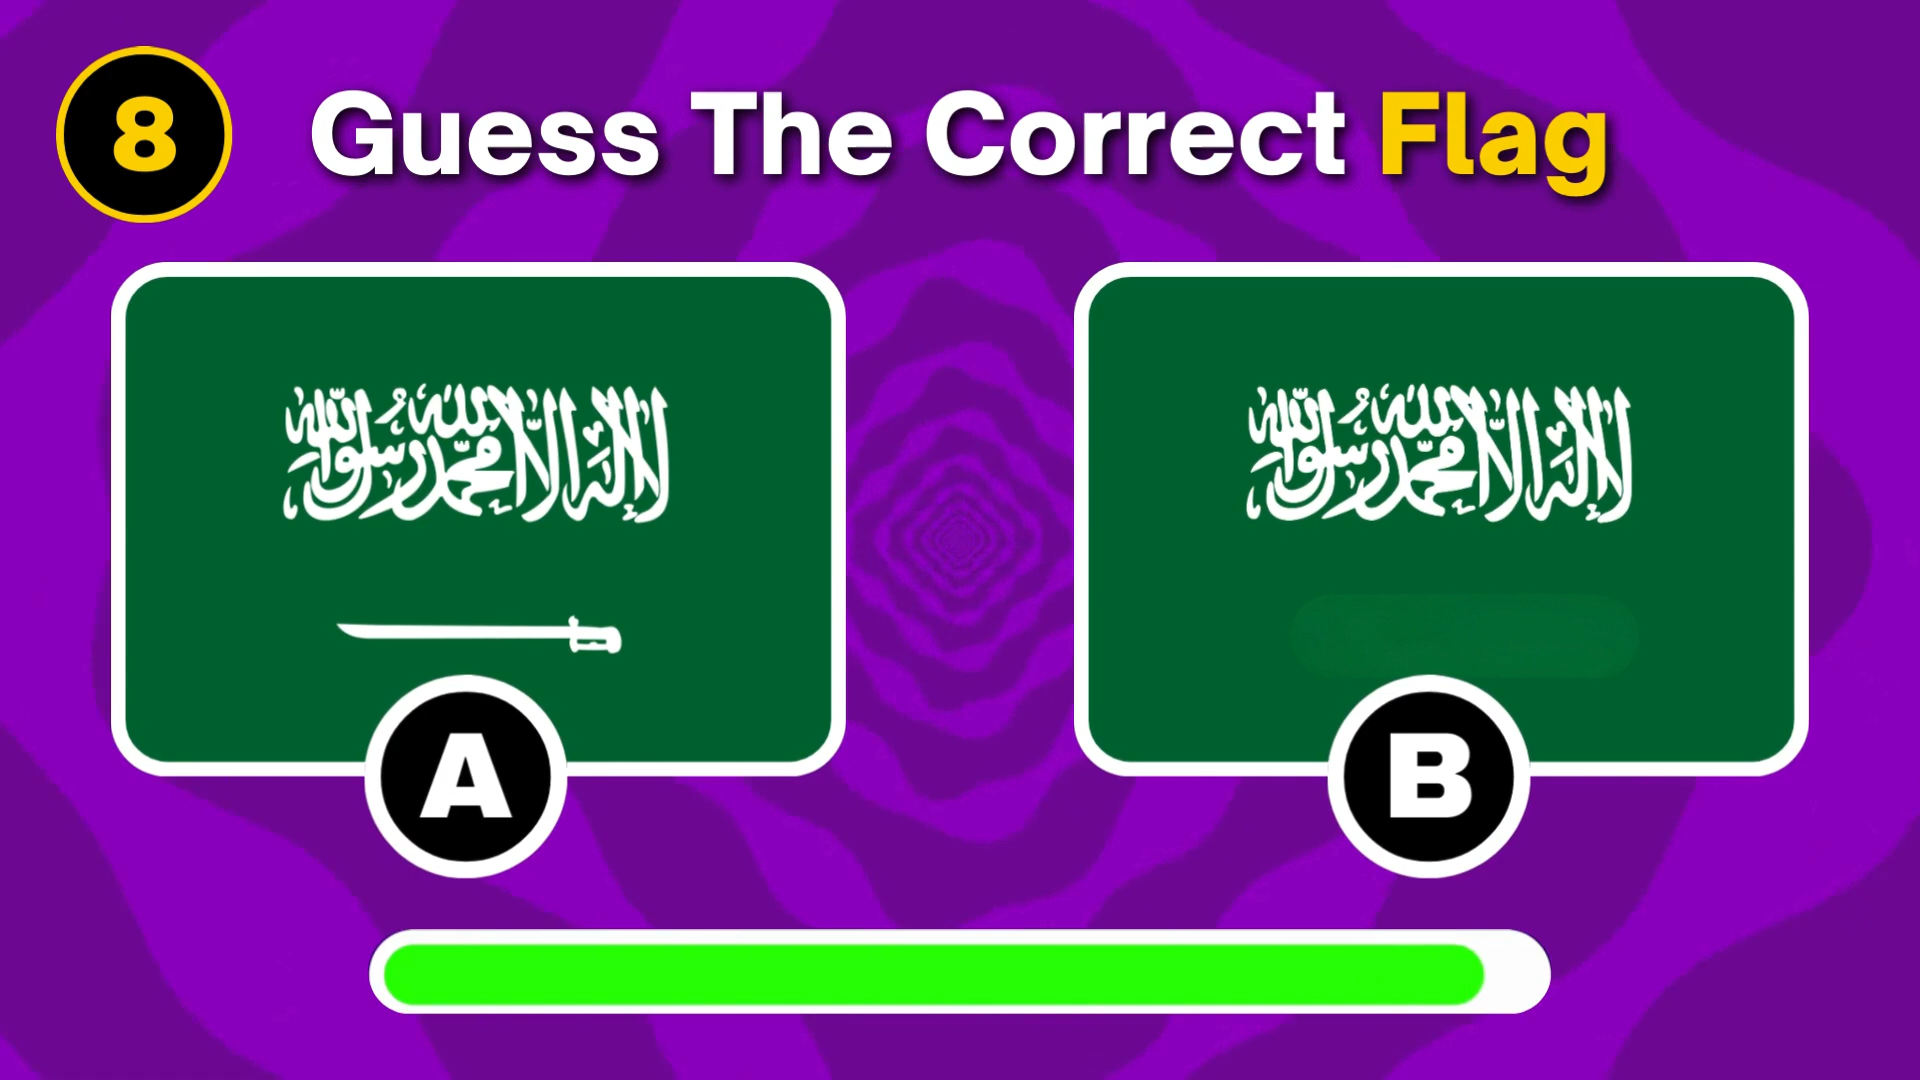 8
Guess The Correct Flag
لا إله إلا الله محمد رسول الله
لا إله إلا الله محمد رسول الله
A
B